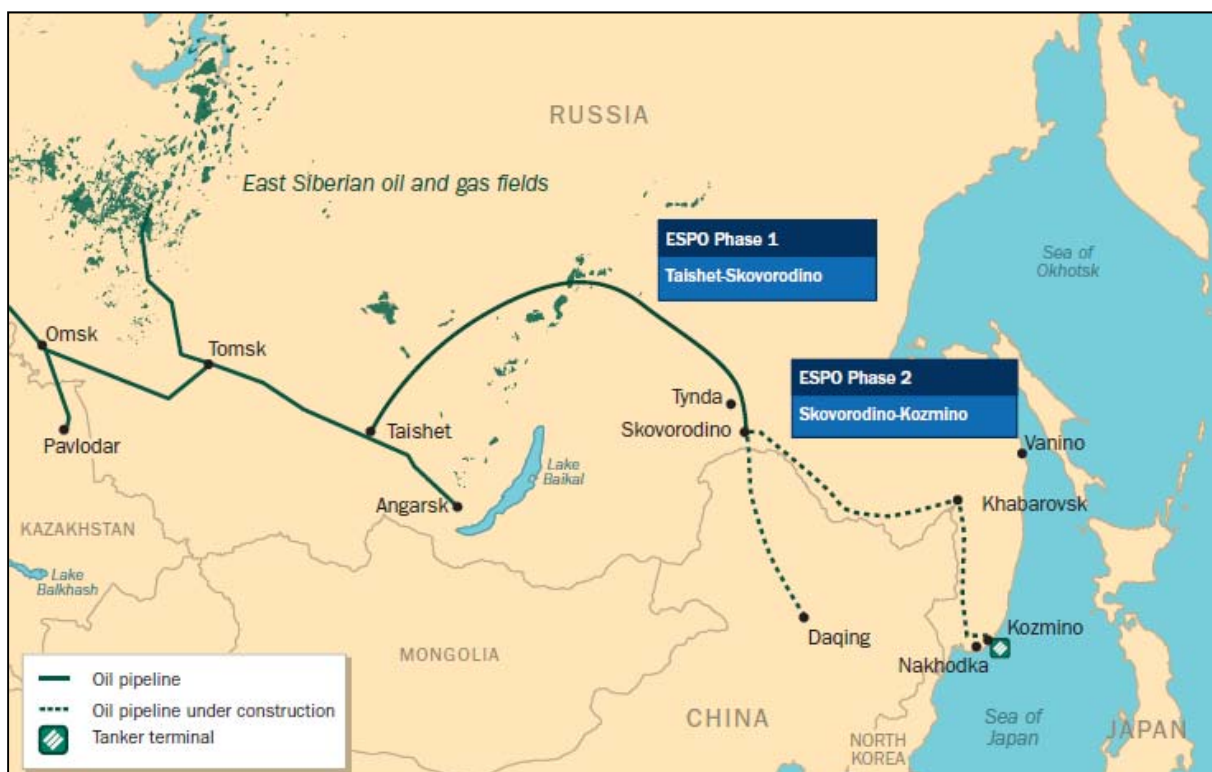 RUSSIA
East Siberian oil and gas fields
ESPO Phase 1
Taishet-Skovorodino
Sea of
Okhotsk
Omsk
Tomsk
ESPO Phase 2
Skovorodino-Kozmino
Tynda
Skovorodino
Pavlodar
Taishet
Vanino
Lake
Baikal
Angarsk
Khabarovsk
KAZAKHSTAN
Lake
Balkhash
Daqing
Kozmino
Nakhodka
MONGOLIA
Oil pipeline
Oil pipeline under construction
Tanker terminal
CHINA
Sea of
Japan
JAPAN
NORTH
KOREA